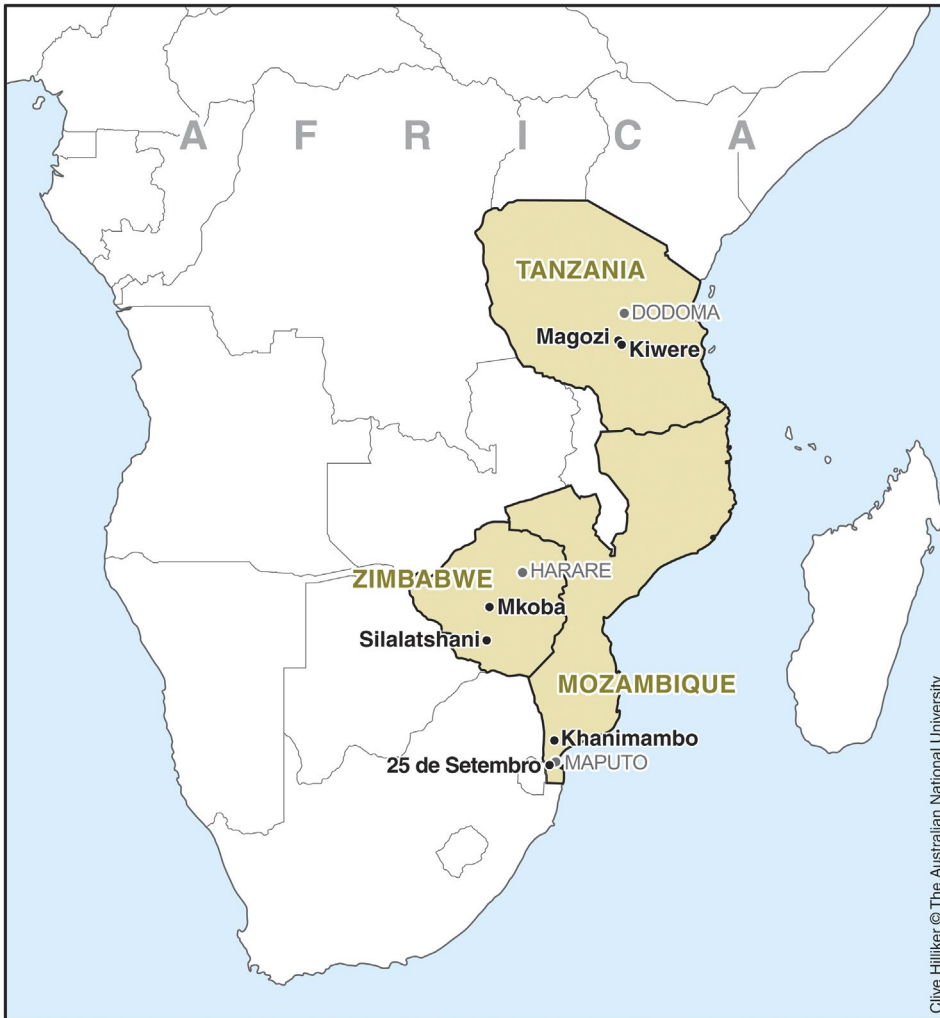 AFRICA
TANZANIA
DODOMA
Magozi
Kiwere
HARARE
ZIMBABWE
Mkoba
Silalatshani
MOZAMBIQUE
Khanimambo
25 de Setembro
MAPUTO
Clive Hilliker © The Australian National University